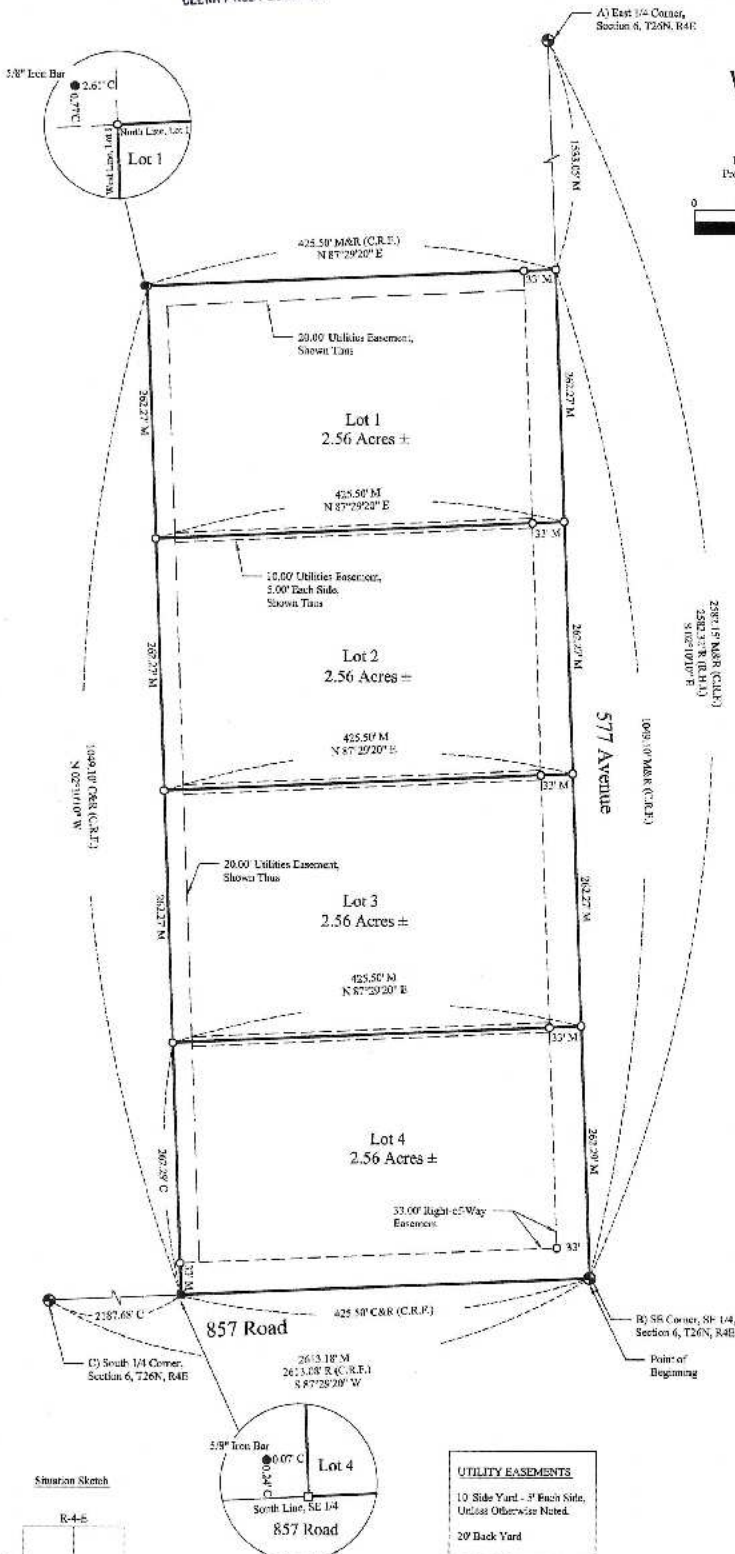 A) East 1/4 Corner,
Section 6, T26N, R4E
5/8" Iron Bar
2.61' C
0.77' C
North Line, Lot 1
West Line, Lot 1
Lot 1
1533.05' M
0
425.50' M&R (C.R.F.)
N 87°29'20" E
33' M
20.00' Utilities Easement,
Shown Thus
262.27' M
262.27' M
Lot 1
2.56 Acres ±
425.50' M
N 87°29'20" E
33' M
10.00' Utilities Easement,
5.00' Each Side,
Shown Thus
262.27' M
262.27' M
Lot 2
2.56 Acres ±
2582.15' M&R (C.R.F.)
S 02°10'10" E
577 Avenue
1049.10' M&R (C.R.F.)
425.50' M
N 87°29'20" E
33' M
1049.10' C&R (C.R.F.)
N 02°10'10" W
20.00' Utilities Easement,
Shown Thus
262.27' M
262.27' M
Lot 3
2.56 Acres ±
425.50' M
N 87°29'20" E
33' M
262.29' C
262.29' M
Lot 4
2.56 Acres ±
33.00' Right-of-Way
Easement
33'
33' M
2187.68' C
425.50' C&R (C.R.F.)
857 Road
B) SE Corner, SE 1/4,
Section 6, T26N, R4E
C) South 1/4 Corner,
Section 6, T26N, R4E
2613.18' M
2613.08' R (C.R.F.)
S 87°29'20" W
Point of
Beginning
5/8" Iron Bar
0.07' C
0.24' C
Lot 4
South Line, SE 1/4
857 Road
Situation Sketch
R-4-E
UTILITY EASEMENTS
10' Side Yard - 5' Each Side,
Unless Otherwise Noted.
20' Back Yard